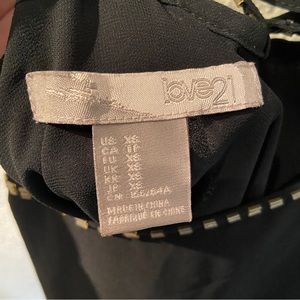 love21
US XS
CA EP
EU XS
UK XS
KR XS
JP XS
CN 155/84A
MADE IN CHINA
FABRIQUÉ EN CHINE